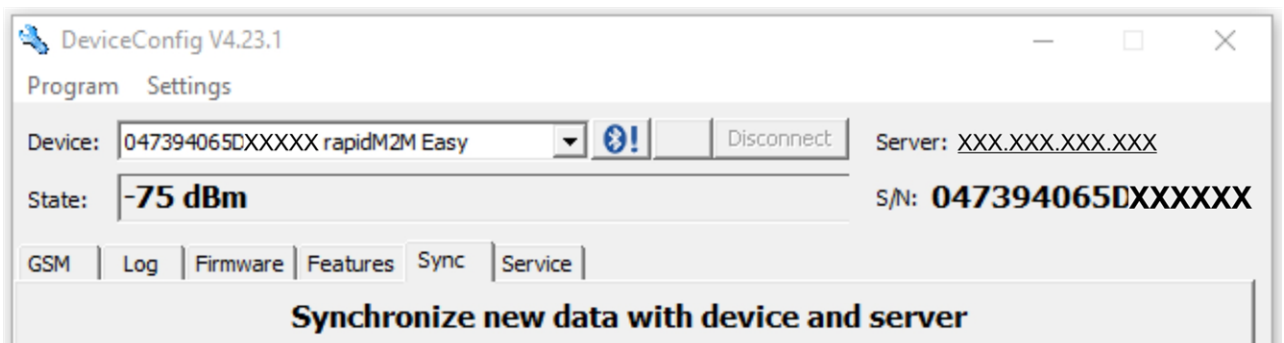 DeviceConfig V4.23.1
Program Settings
Device: 047394065DXXXXX rapidM2M Easy ! Disconnect Server: XXX.XXX.XXX.XXX
State: -75 dBm S/N: 047394065DXXXXXX
GSM Log Firmware Features Sync Service
Synchronize new data with device and server